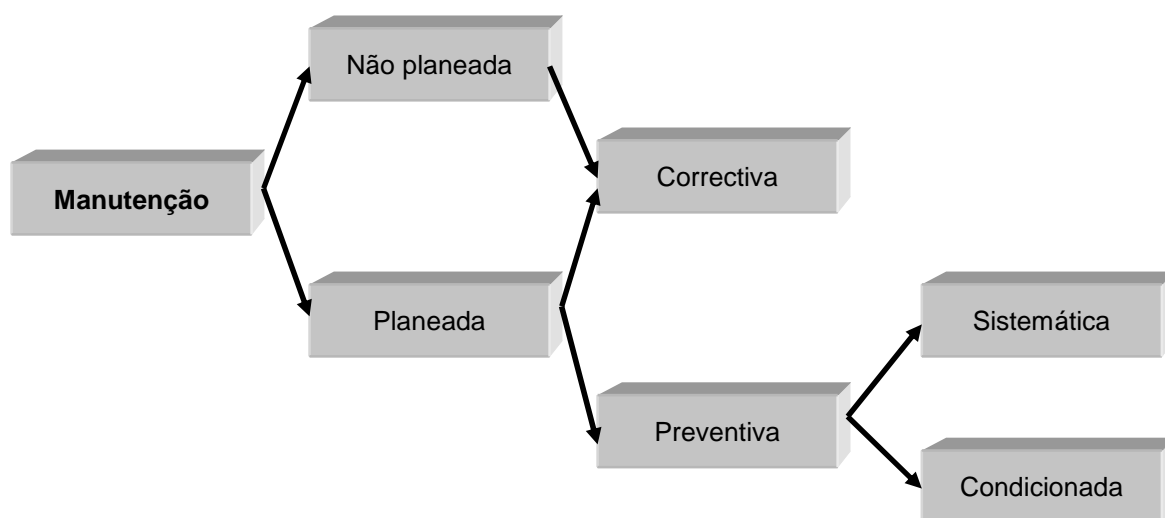 Não planeada
Correctiva
Manutenção
Planeada
Sistemática
Preventiva
Condicionada